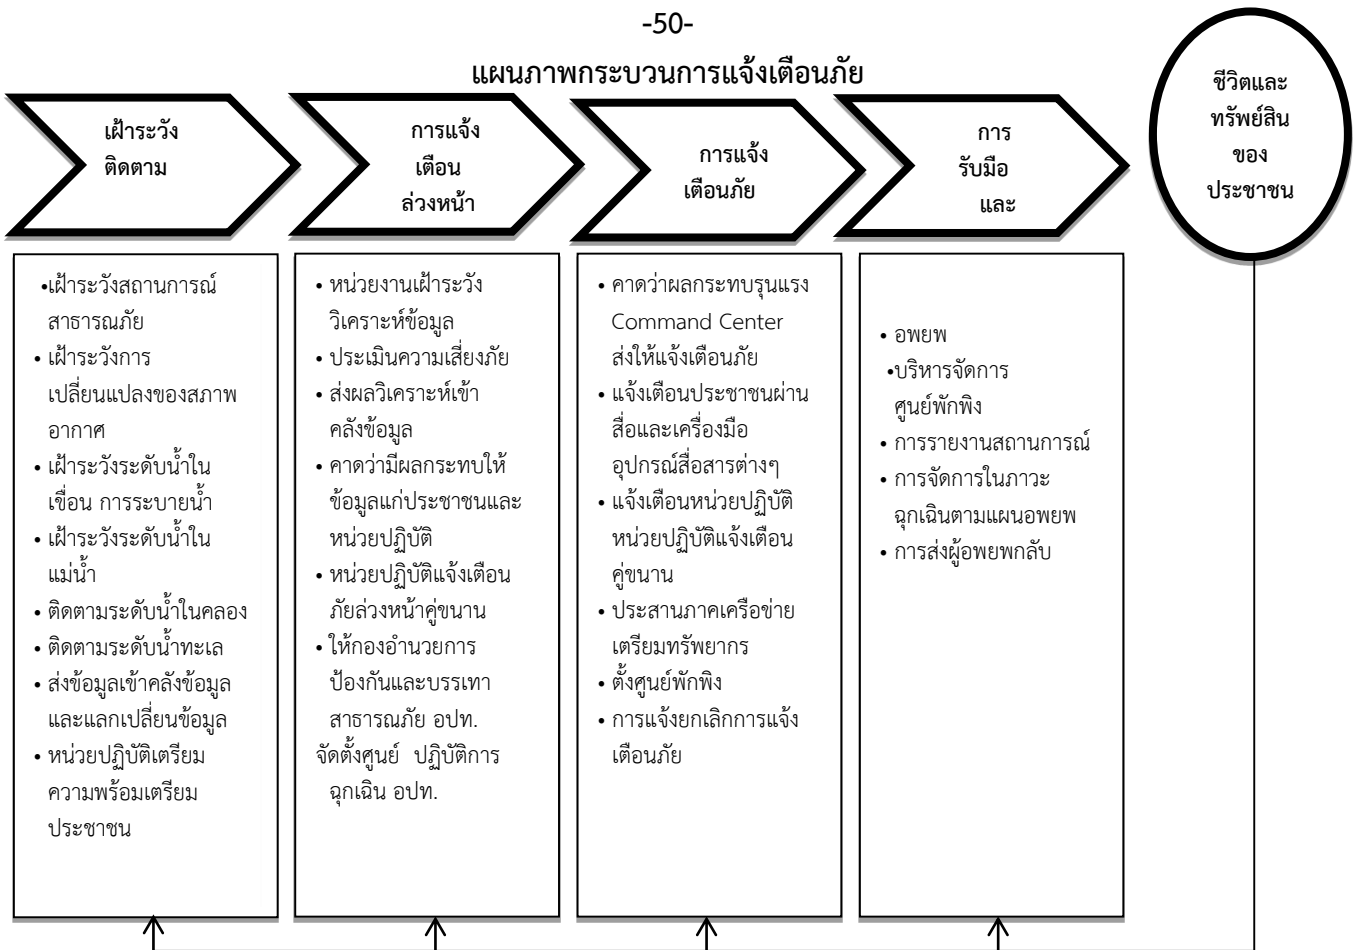 -50-
แผนภาพกระบวนการแจ้งเตือนภัย
เฝ้าระวัง
ติดตาม
การแจ้ง
เตือน
ล่วงหน้า
การแจ้ง
เตือนภัย
การ
รับมือ
และ
ชีวิตและ
ทรัพย์สิน
ของ
ประชาชน
•เฝ้าระวังสถานการณ์
สาธารณภัย
• เฝ้าระวังการ
เปลี่ยนแปลงของสภาพ
อากาศ
• เฝ้าระวังระดับน้ำใน
เขื่อน การระบายน้ำ
• เฝ้าระวังระดับน้ำใน
แม่น้ำ
• ติดตามระดับน้ำในคลอง
• ติดตามระดับน้ำทะเล
• ส่งข้อมูลเข้าคลังข้อมูล
และแลกเปลี่ยนข้อมูล
• หน่วยปฏิบัติเตรียม
ความพร้อมเตรียม
ประชาชน
• หน่วยงานเฝ้าระวัง
วิเคราะห์ข้อมูล
• ประเมินความเสี่ยงภัย
• ส่งผลวิเคราะห์เข้า
คลังข้อมูล
• คาดว่ามีผลกระทบให้
ข้อมูลแก่ประชาชนและ
หน่วยปฏิบัติ
• หน่วยปฏิบัติแจ้งเตือน
ภัยล่วงหน้าคู่ขนาน
• ให้กองอำนวยการ
ป้องกันและบรรเทา
สาธารณภัย อปท.
จัดตั้งศูนย์ ปฏิบัติการ
ฉุกเฉิน อปท.
• คาดว่าผลกระทบรุนแรง
Command Center
ส่งให้แจ้งเตือนภัย
• แจ้งเตือนประชาชนผ่าน
สื่อและเครื่องมือ
อุปกรณ์สื่อสารต่างๆ
• แจ้งเตือนหน่วยปฏิบัติ
หน่วยปฏิบัติแจ้งเตือน
คู่ขนาน
• ประสานภาคเครือข่าย
เตรียมทรัพยากร
• ตั้งศูนย์พักพิง
• การแจ้งยกเลิกการแจ้ง
เตือนภัย
• อพยพ
•บริหารจัดการ
ศูนย์พักพิง
• การรายงานสถานการณ์
• การจัดการในภาวะ
ฉุกเฉินตามแผนอพยพ
• การส่งผู้อพยพกลับ